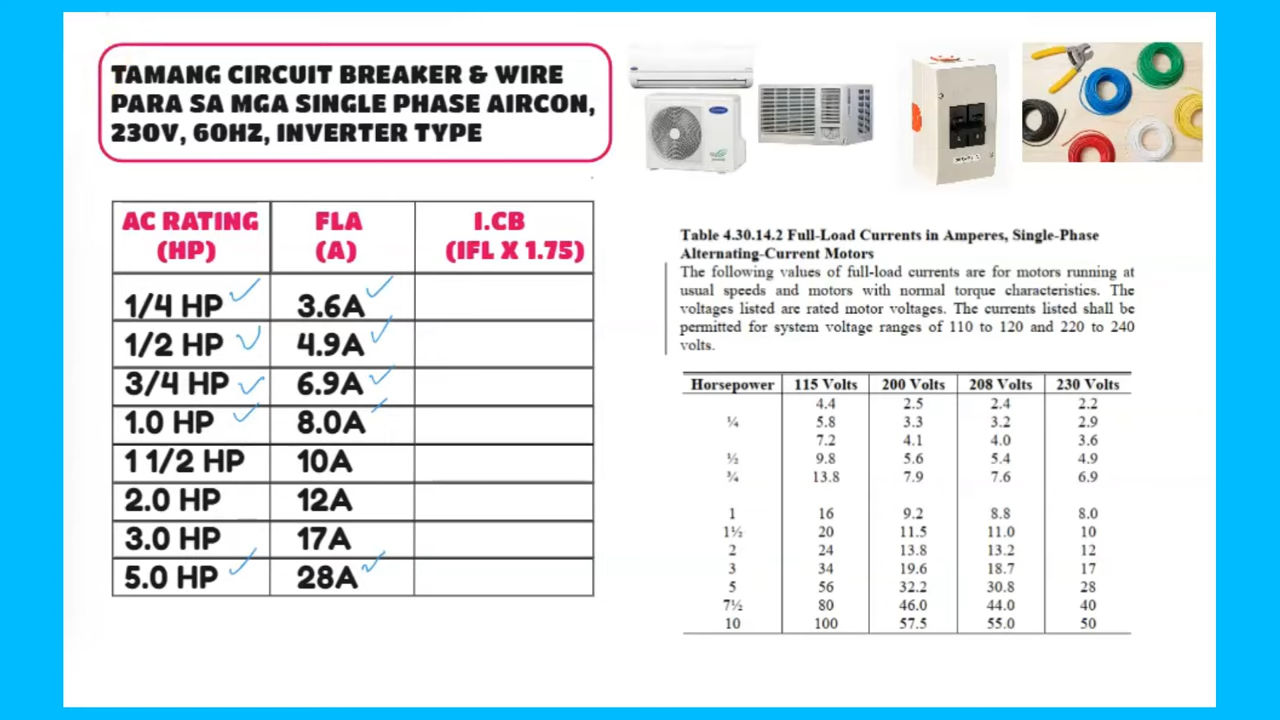 TAMANG CIRCUIT BREAKER & WIRE
PARA SA MGA SINGLE PHASE AIRCON,
230V, 60HZ, INVERTER TYPE
AC RATING (HP) FLA (A) I.CB (IFL X 1.75)
1/4 HP 3.6A
1/2 HP 4.9A
3/4 HP 6.9A
1.0 HP 8.0A
1 1/2 HP 10A
2.0 HP 12A
3.0 HP 17A
5.0 HP 28A
Table 4.30.14.2 Full-Load Currents in Amperes, Single-Phase
Alternating-Current Motors
The following values of full-load currents are for motors running at
usual speeds and motors with normal torque characteristics. The
voltages listed are rated motor voltages. The currents listed shall be
permitted for system voltage ranges of 110 to 120 and 220 to 240
volts.
Horsepower 115 Volts 200 Volts 208 Volts 230 Volts
4.4 2.5 2.4 2.2
¼ 5.8 3.3 3.2 2.9
7.2 4.1 4.0 3.6
½ 9.8 5.6 5.4 4.9
¾ 13.8 7.9 7.6 6.9
1 16 9.2 8.8 8.0
1½ 20 11.5 11.0 10
2 24 13.8 13.2 12
3 34 19.6 18.7 17
5 56 32.2 30.8 28
7½ 80 46.0 44.0 40
10 100 57.5 55.0 50